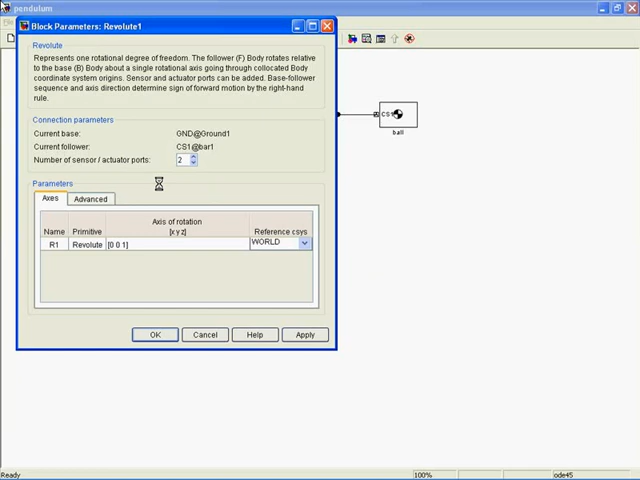 pendulum
Block Parameters: Revolute1
Revolute
Represents one rotational degree of freedom. The follower (F) Body rotates relative
to the base (B) Body about a single rotational axis going through collocated Body
coordinate system origins. Sensor and actuator ports can be added. Base-follower
sequence and axis direction determine sign of forward motion by the right-hand
rule.
Connection parameters
Current base: GND@Ground1
Current follower: CS1@bar1
Number of sensor / actuator ports: 2
Parameters
Axes Advanced
Name Primitive Axis of rotation [x y z] Reference csys
R1 Revolute [0 0 1] WORLD
OK Cancel Help Apply
CS1
ball
Ready 100% ode45